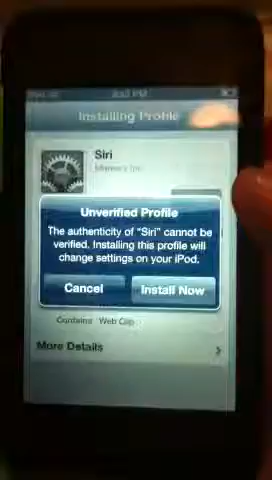 Installing Profile
Siri
Unverified Profile
The authenticity of "Siri" cannot be
verified. Installing this profile will
change settings on your iPod.
Cancel
Install Now
Contains Web Clip
More Details